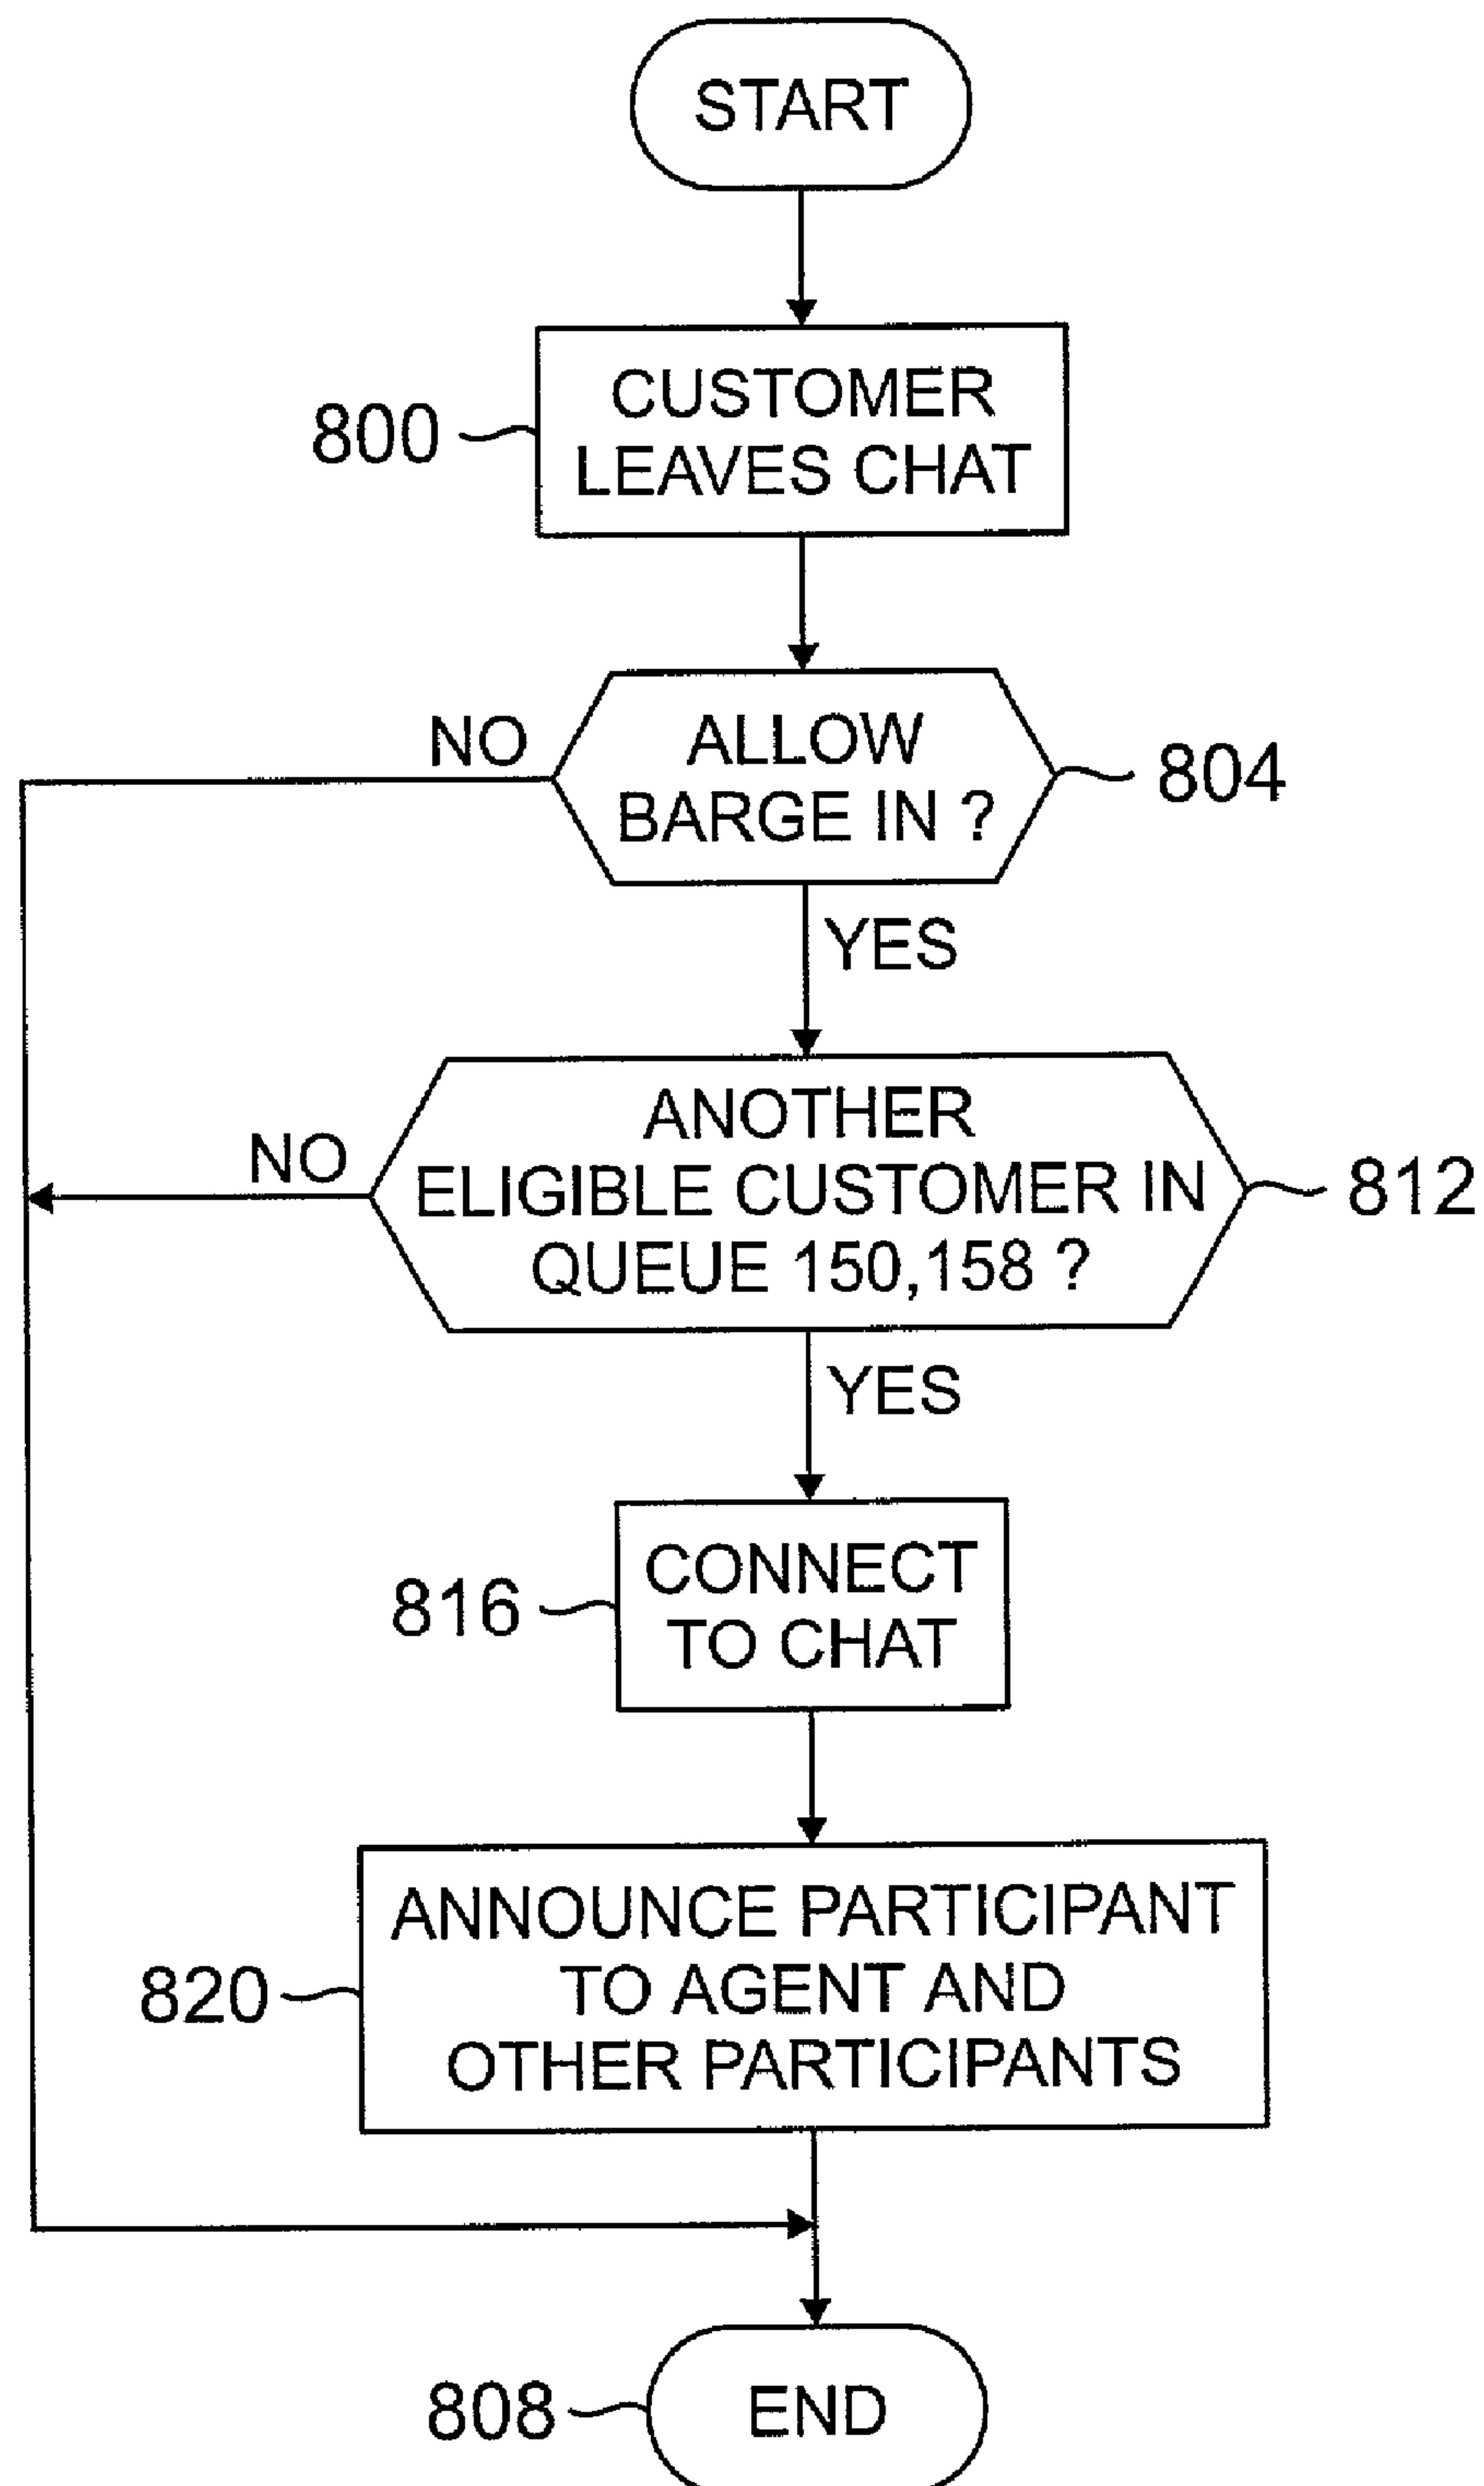 START
800
CUSTOMER
LEAVES CHAT
NO
ALLOW
BARGE IN ?
804
YES
NO
ANOTHER
ELIGIBLE CUSTOMER IN
QUEUE 150,158 ?
812
YES
816
CONNECT
TO CHAT
820
ANNOUNCE PARTICIPANT
TO AGENT AND
OTHER PARTICIPANTS
808
END